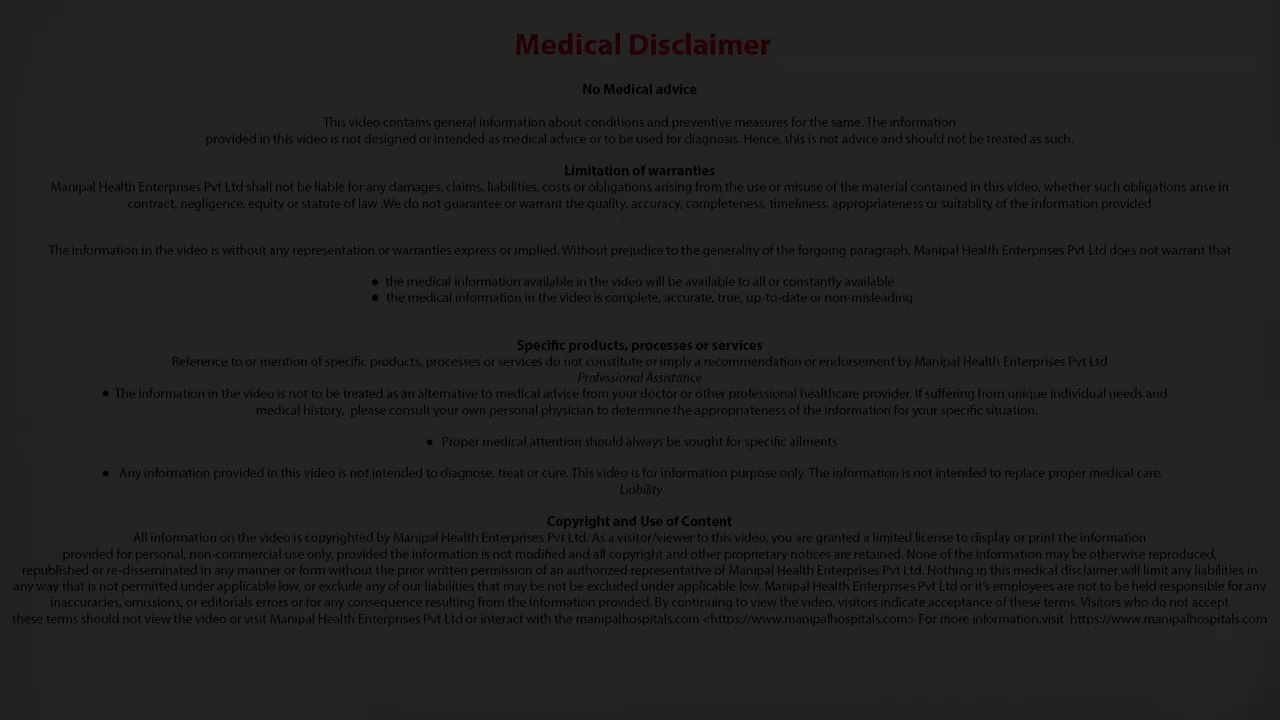 Medical Disclaimer
No Medical advice
This video contains general information about conditions and preventive measures for the same. The information
provided in this video is not designed or intended as medical advice or to be used for diagnosis. Hence, this is not advice and should not be treated as such.
Limitation of warranties
Manipal Health Enterprises Pvt Ltd shall not be liable for any damages, claims, liabilities, costs or obligations arising from the use or misuse of the material contained in this video, whether such obligations arise in
contract, negligence, equity or statute of law .We do not guarantee or warrant the quality, accuracy, completeness, timeliness, appropriateness or suitablity of the information provided
The information in the video is without any representation or warranties express or implied. Without prejudice to the generality of the forgoing paragraph, Manipal Health Enterprises Pvt Ltd does not warrant that
● the medical information available in the video will be available to all or constantly available
● the medical information in the video is complete, accurate, true, up-to-date or non-misleading
Specific products, processes or services
Reference to or mention of specific products, processes or services do not constitute or imply a recommendation or endorsement by Manipal Health Enterprises Pvt Ltd
Professional Assistance
● The information in the video is not to be treated as an alternative to medical advice from your doctor or other professional healthcare provider. If suffering from unique individual needs and
medical history, please consult your own personal physician to determine the appropriateness of the information for your specific situation.
● Proper medical attention should always be sought for specific ailments
● Any information provided in this video is not intended to diagnose, treat or cure. This video is for information purpose only. The information is not intended to replace proper medical care.
Liability
Copyright and Use of Content
All information on the video is copyrighted by Manipal Health Enterprises Pvt Ltd. As a visitor/viewer to this video, you are granted a limited license to display or print the information
provided for personal, non-commercial use only, provided the information is not modified and all copyright and other proprietary notices are retained. None of the information may be otherwise reproduced,
republished or re-disseminated in any manner or form without the prior written permission of an authorized representative of Manipal Health Enterprises Pvt Ltd. Nothing in this medical disclaimer will limit any liabilities in
any way that is not permitted under applicable low, or exclude any of our liabilities that may be not be excluded under applicable low. Manipal Health Enterprises Pvt Ltd or it's employees are not to be held responsible for any
inaccuracies, omissions, or editorials errors or for any consequence resulting from the information provided. By continuing to view the video, visitors indicate acceptance of these terms. Visitors who do not accept
these terms should not view the video or visit Manipal Health Enterprises Pvt Ltd or interact with the manipalhospitals.com <https://www.manipalhospitals.com> For more information.visit https://www.manipalhospitals.com